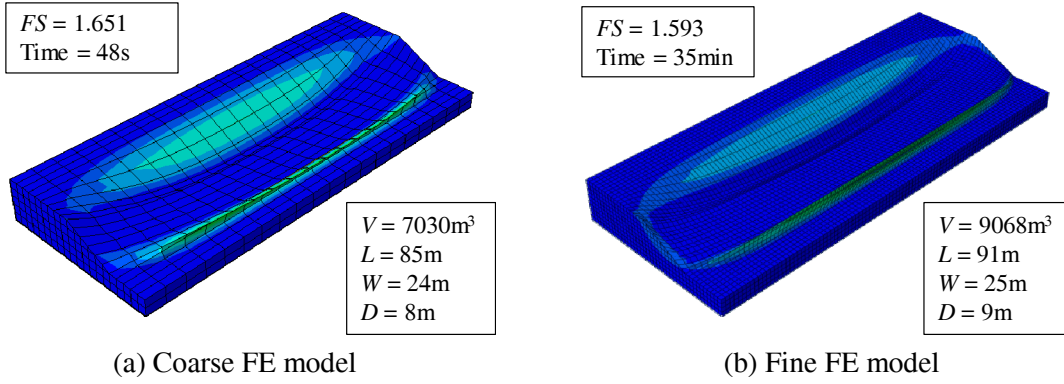 FS = 1.651
Time = 48s
FS = 1.593
Time = 35min
V = 7030m³
L = 85m
W = 24m
D = 8m
V = 9068m³
L = 91m
W = 25m
D = 9m
(a) Coarse FE model
(b) Fine FE model